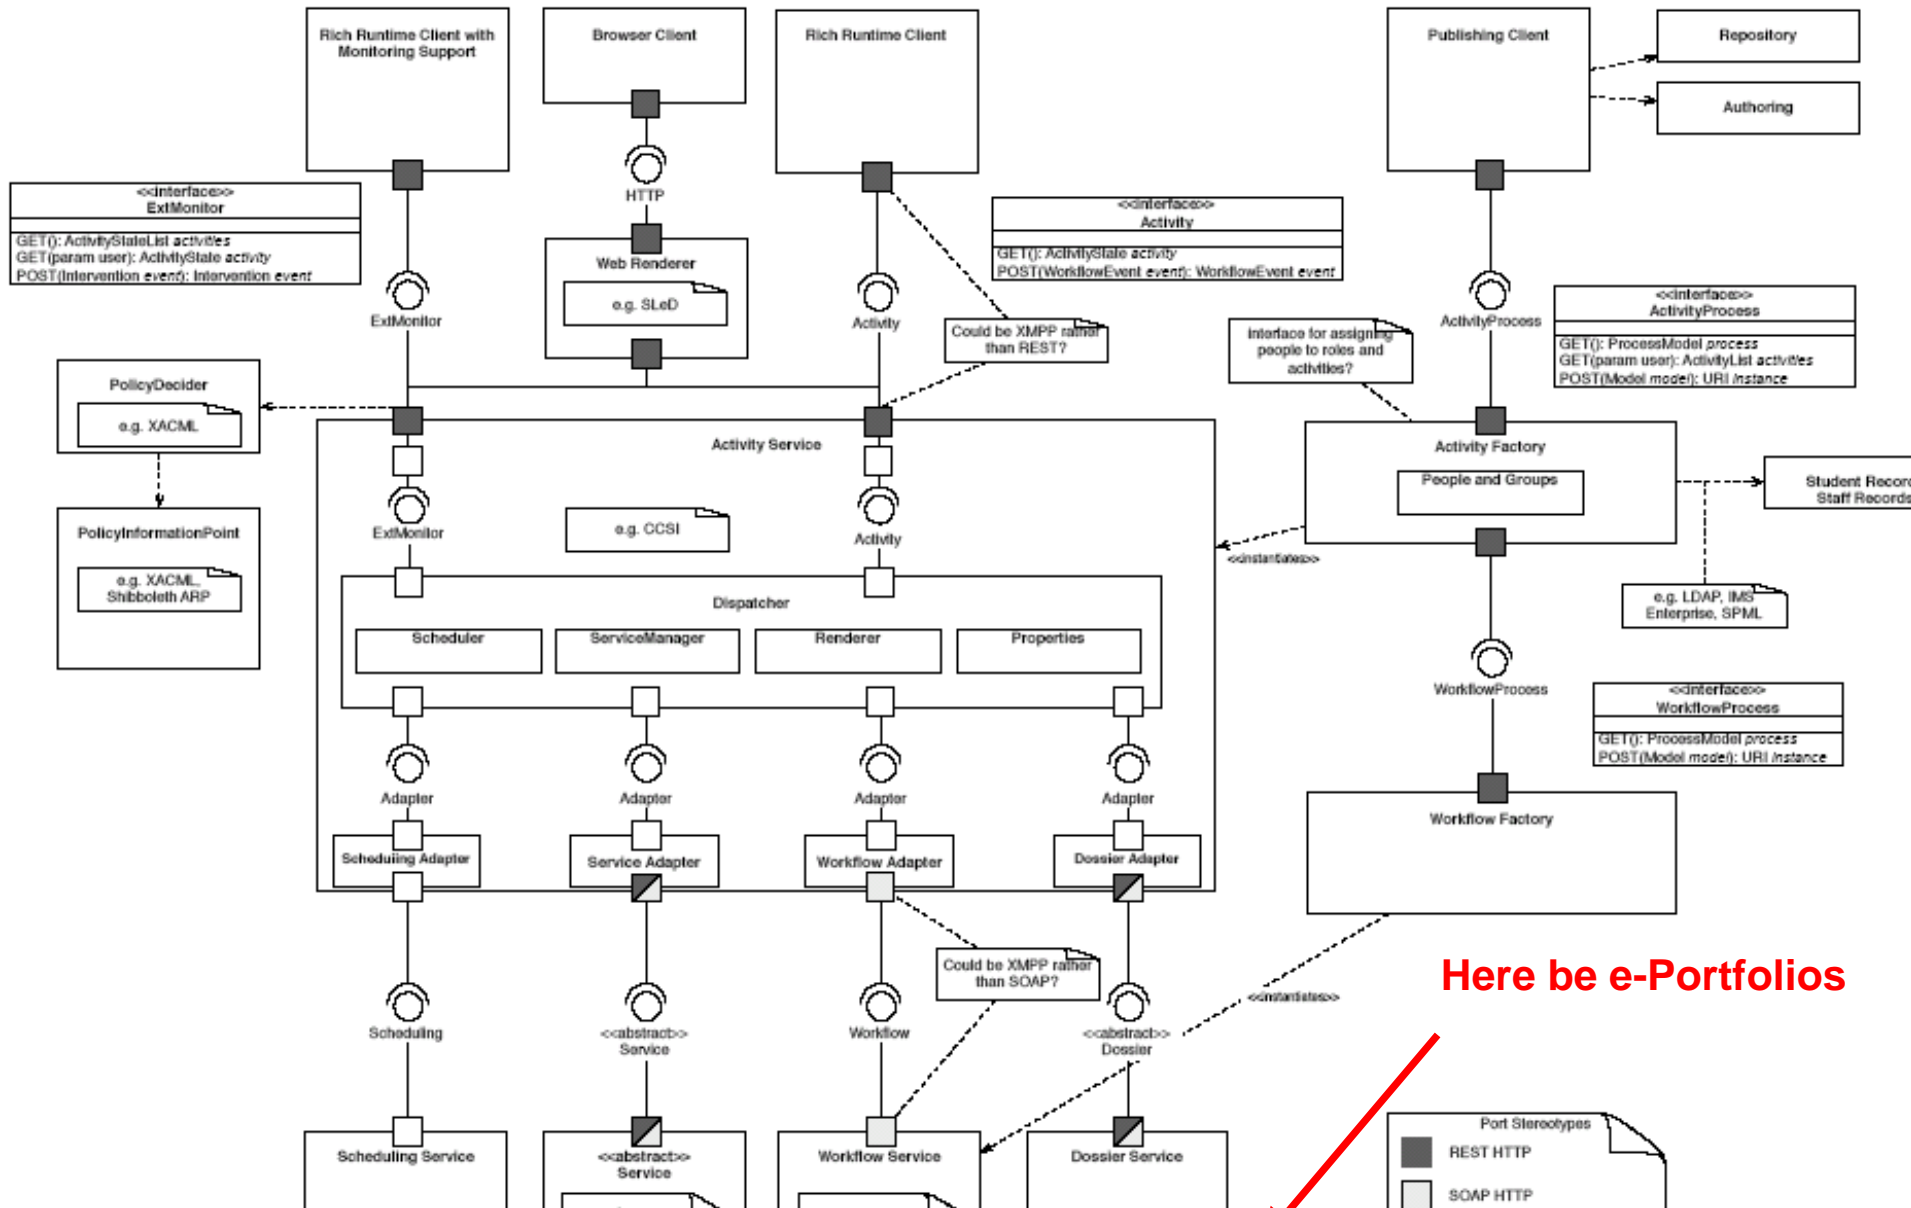 Rich Runtime Client with
Monitoring Support
Browser Client
Rich Runtime Client
Publishing Client
Repository
Authoring
<<interface>>
ExtMonitor
GET(): ActivityStateList activities
GET(param user): ActivityState activity
POST(Intervention event): Intervention event
HTTP
<<interface>>
Activity
GET(): ActivityState activity
POST(WorkflowEvent event): WorkflowEvent event
Web Renderer
e.g. SLeD
ExtMonitor
Activity
Could be XMPP rather
than REST?
ActivityProcess
<<interface>>
ActivityProcess
GET(): ProcessModel process
GET(param user): ActivityList activities
POST(Model model): URI instance
interface for assigning
people to roles and
activities?
PolicyDecider
e.g. XACML
Activity Service
Activity Factory
People and Groups
Student Recor
Staff Records
PolicyInformationPoint
e.g. XACML,
Shibboleth ARP
ExtMonitor
e.g. CCSI
Activity
<<instantiates>>
e.g. LDAP, IMS
Enterprise, SPML
Dispatcher
Scheduler
ServiceManager
Renderer
Properties
WorkflowProcess
<<interface>>
WorkflowProcess
GET(): ProcessModel process
POST(Model model): URI instance
Adapter
Adapter
Adapter
Adapter
Scheduling Adapter
Service Adapter
Workflow Adapter
Dossier Adapter
Workflow Factory
Could be XMPP rather
than SOAP?
Here be e-Portfolios
<<instantiates>>
Scheduling
<<abstract>>
Service
Workflow
<<abstract>>
Dossier
Scheduling Service
<<abstract>>
Service
Workflow Service
Dossier Service
Port Stereotypes
REST HTTP
SOAP HTTP